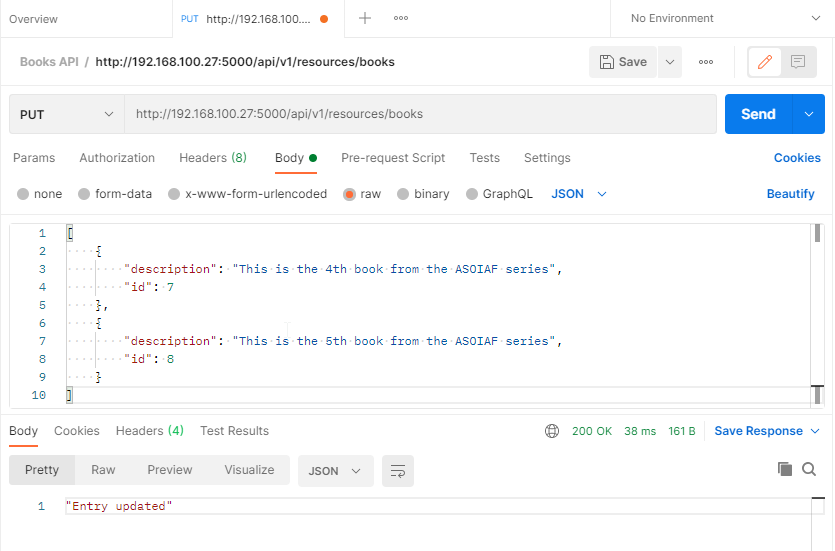 Overview PUT http://192.168.100.... No Environment
Books API / http://192.168.100.27:5000/api/v1/resources/books Save
PUT http://192.168.100.27:5000/api/v1/resources/books Send
Params Authorization Headers (8) Body Pre-request Script Tests Settings Cookies
none form-data x-www-form-urlencoded raw binary GraphQL JSON Beautify
1 [
2 {
3 "description": "This is the 4th book from the ASOIAF series",
4 "id": 7
5 },
6 {
7 "description": "This is the 5th book from the ASOIAF series",
8 "id": 8
9 }
10 ]
Body Cookies Headers (4) Test Results 200 OK 38 ms 161 B Save Response
Pretty Raw Preview Visualize JSON
1 "Entry updated"